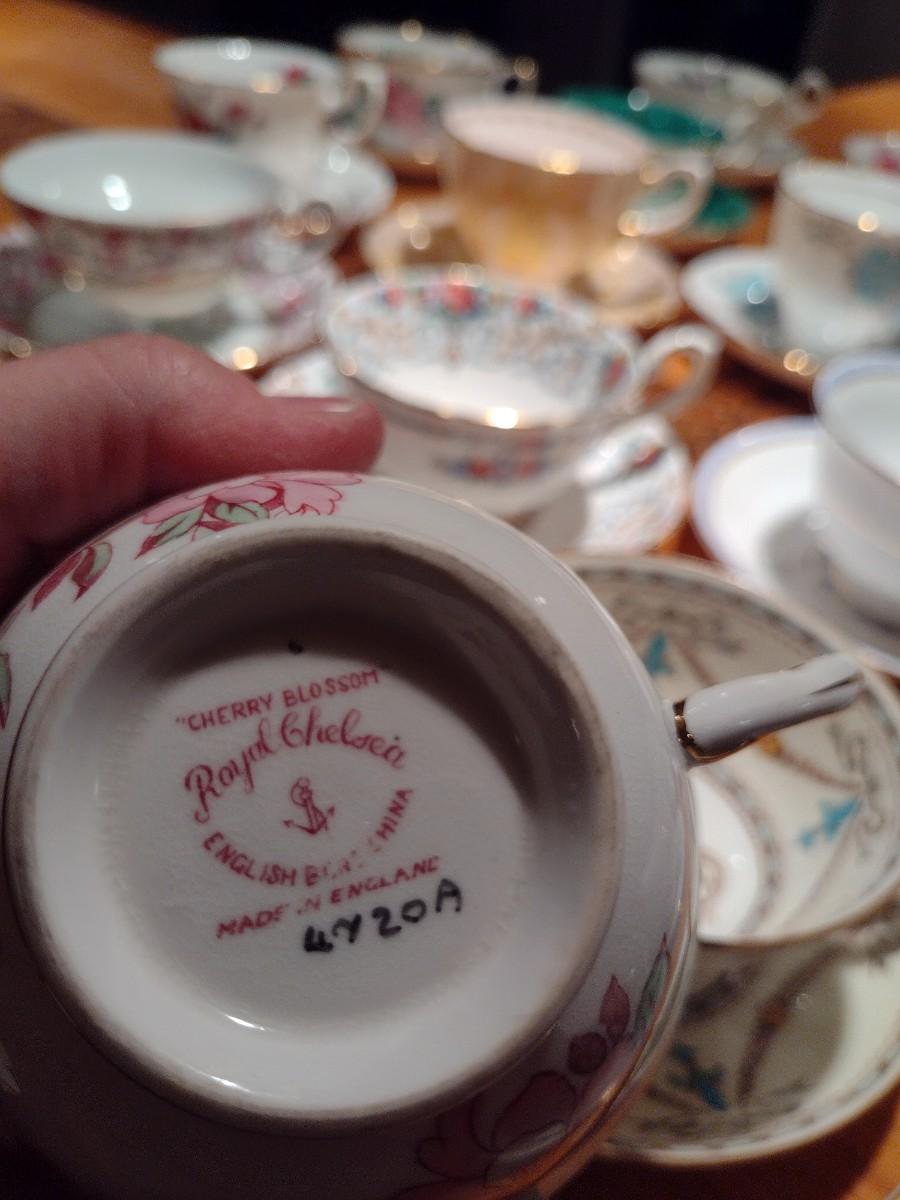 "CHERRY BLOSSOM"
Royal Chelsea
ENGLISH BONE CHINA
MADE IN ENGLAND
4720A